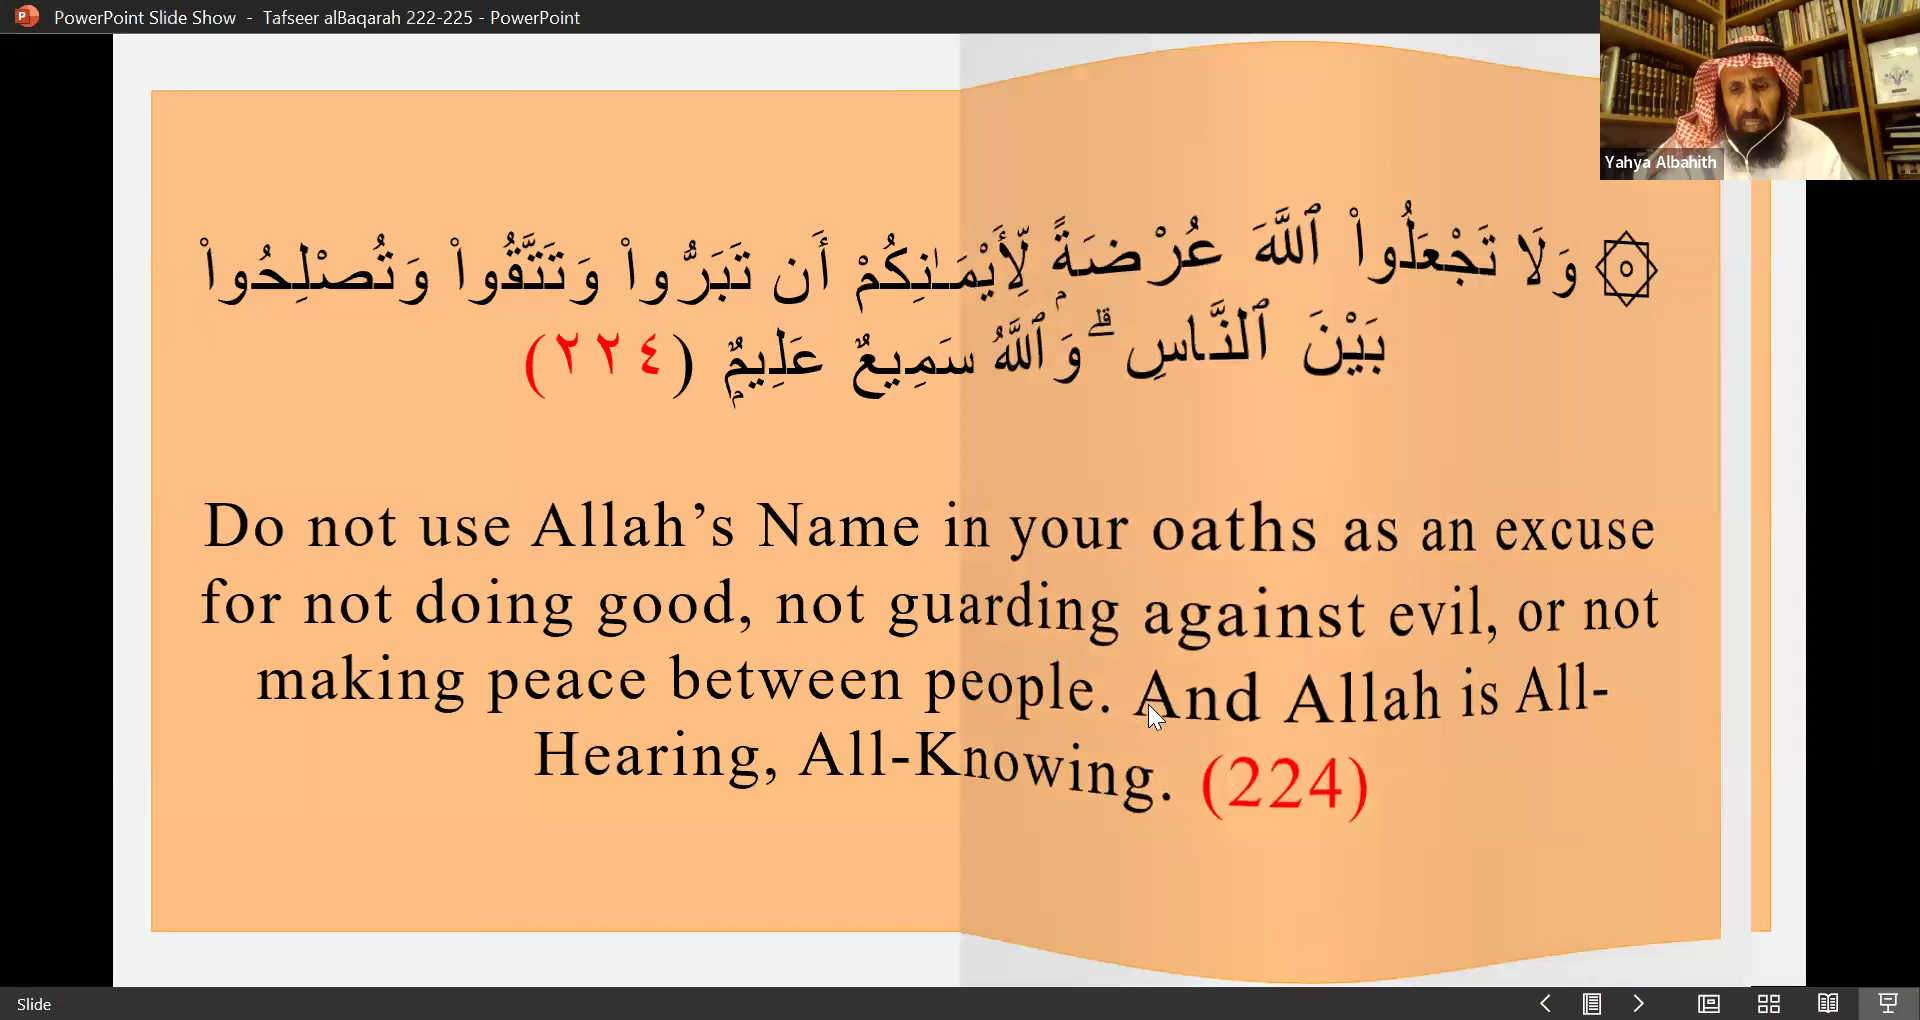 PowerPoint Slide Show - Tafseer alBaqarah 222-225 - PowerPoint
Yahya Albahith
۞ وَلَا تَجْعَلُوا۟ ٱللَّهَ عُرْضَةًۭ لِّأَيْمَـٰنِكُمْ أَن تَبَرُّوا۟ وَتَتَّقُوا۟ وَتُصْلِحُوا۟
بَيْنَ ٱلنَّاسِ ۗ وَٱللَّهُ سَمِيعٌ عَلِيمٌۭ (٢٢٤)
Do not use Allah’s Name in your oaths as an excuse
for not doing good, not guarding against evil, or not
making peace between people. And Allah is All-
Hearing, All-Knowing. (224)
Slide